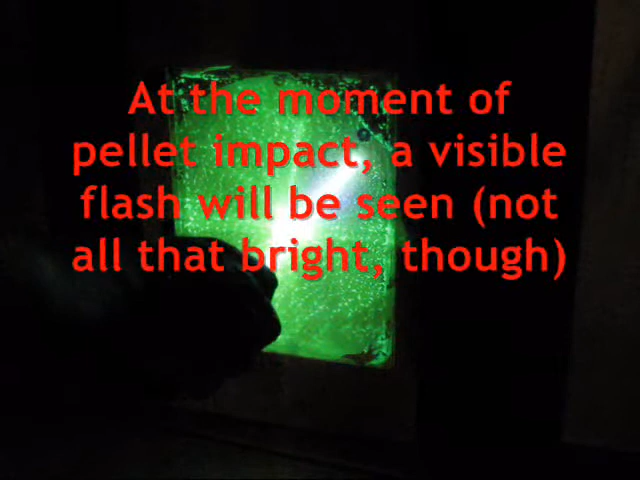 At the moment of
pellet impact, a visible
flash will be seen (not
all that bright, though)